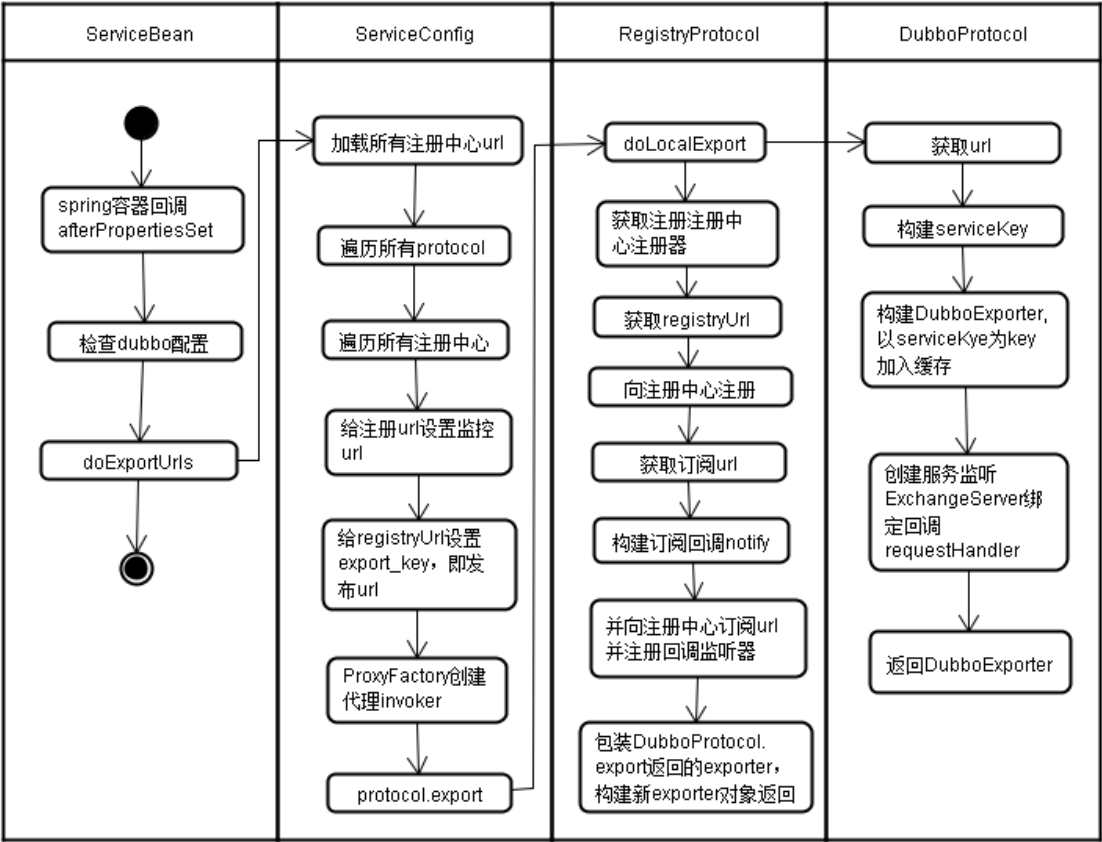 ServiceBean
ServiceConfig
RegistryProtocol
DubboProtocol
spring容器回调
afterPropertiesSet
检查dubbo配置
doExportUrls
加载所有注册中心url
遍历所有protocol
遍历所有注册中心
给注册url设置监控
url
给registryUrl设置
export_key，即发
布url
ProxyFactory创建
代理invoker
protocol.export
doLocalExport
获取注册注册中
心注册器
获取registryUrl
向注册中心注册
获取订阅url
构建订阅回调notify
并向注册中心订阅url
并注册回调监听器
包装DubboProtocol.
export返回的exporter，
构建新exporter对象返回
获取url
构建serviceKey
构建DubboExporter,
以serviceKye为key
加入缓存
创建服务监听
ExchangeServer绑
定回调
requestHandler
返回DubboExporter